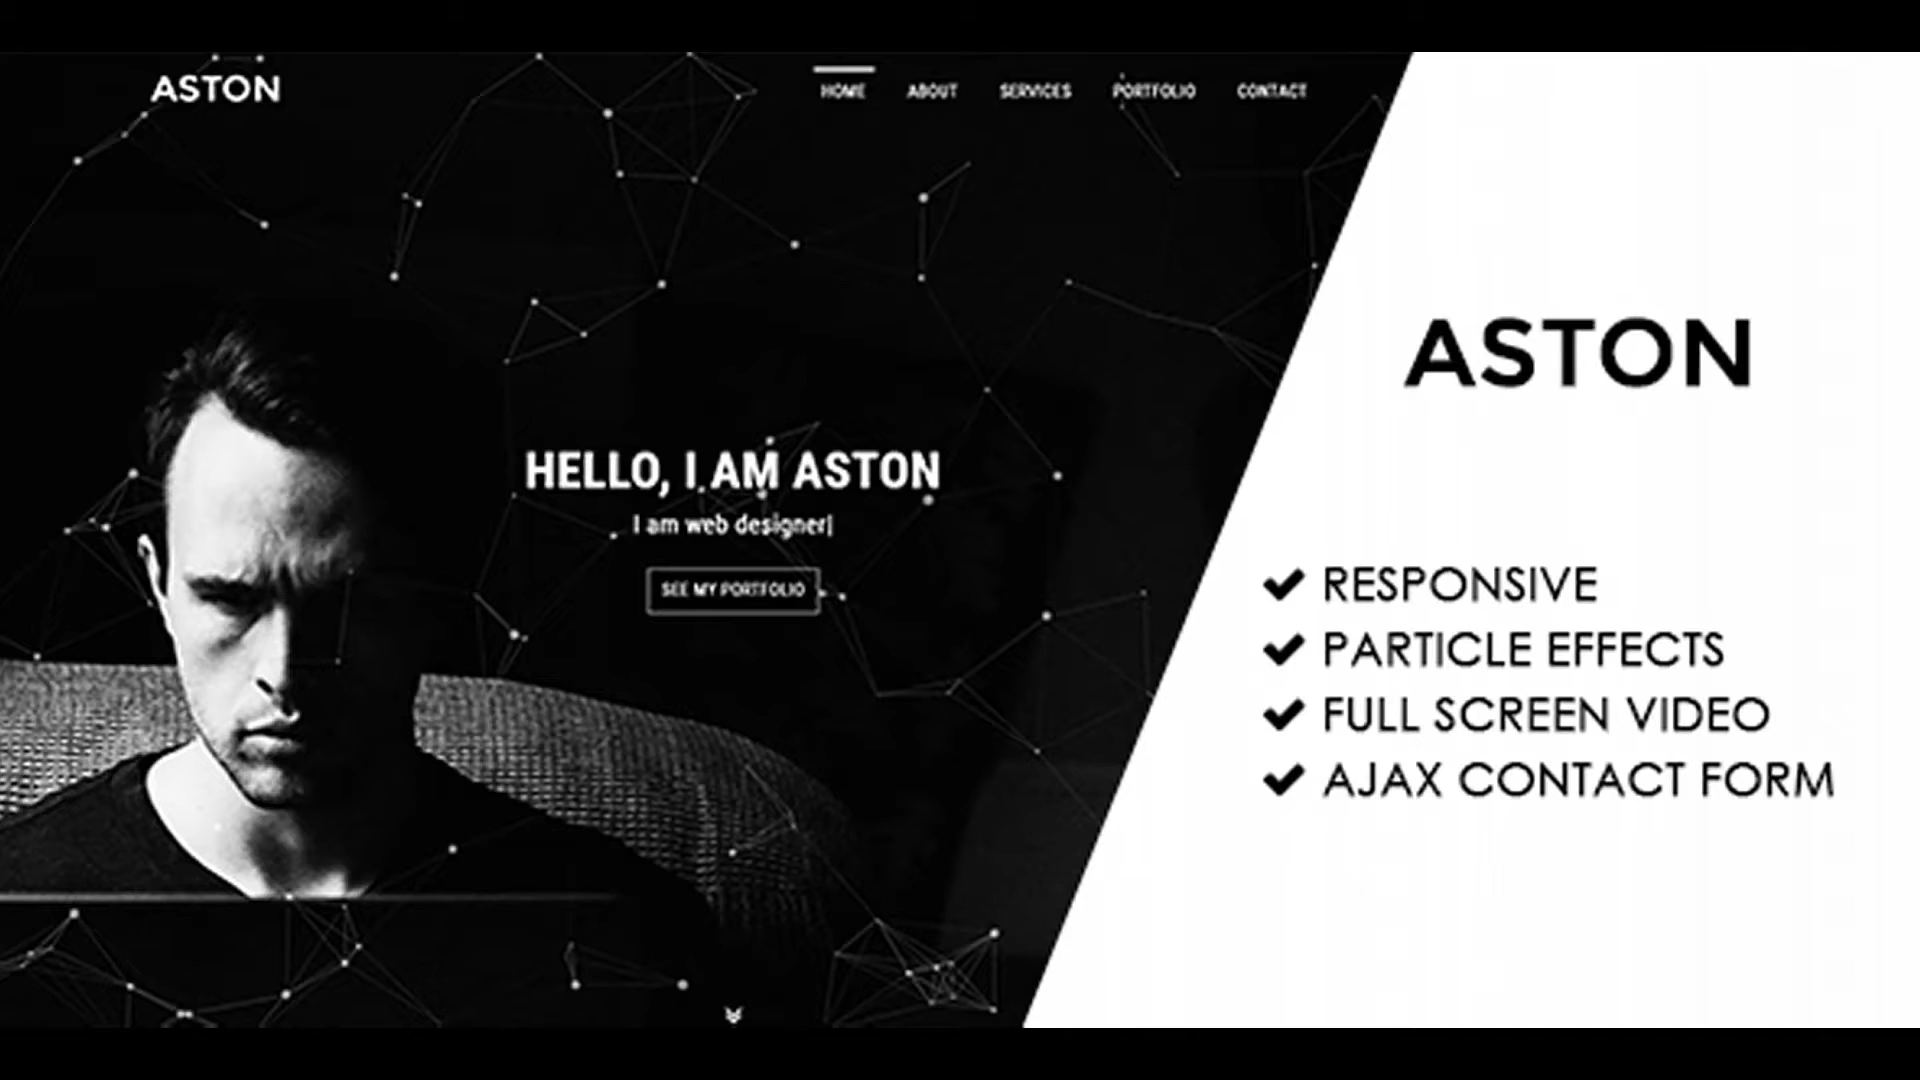 ASTON
HOME ABOUT SERVICES PORTFOLIO CONTACT
HELLO, I AM ASTON
I am web designer|
SEE MY PORTFOLIO
ASTON
RESPONSIVE
PARTICLE EFFECTS
FULL SCREEN VIDEO
AJAX CONTACT FORM